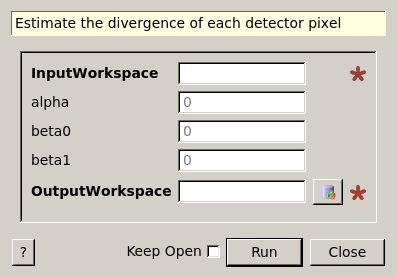 Estimate the divergence of each detector pixel
InputWorkspace *
alpha 0
beta0 0
beta1 0
OutputWorkspace *
? Keep Open Run Close